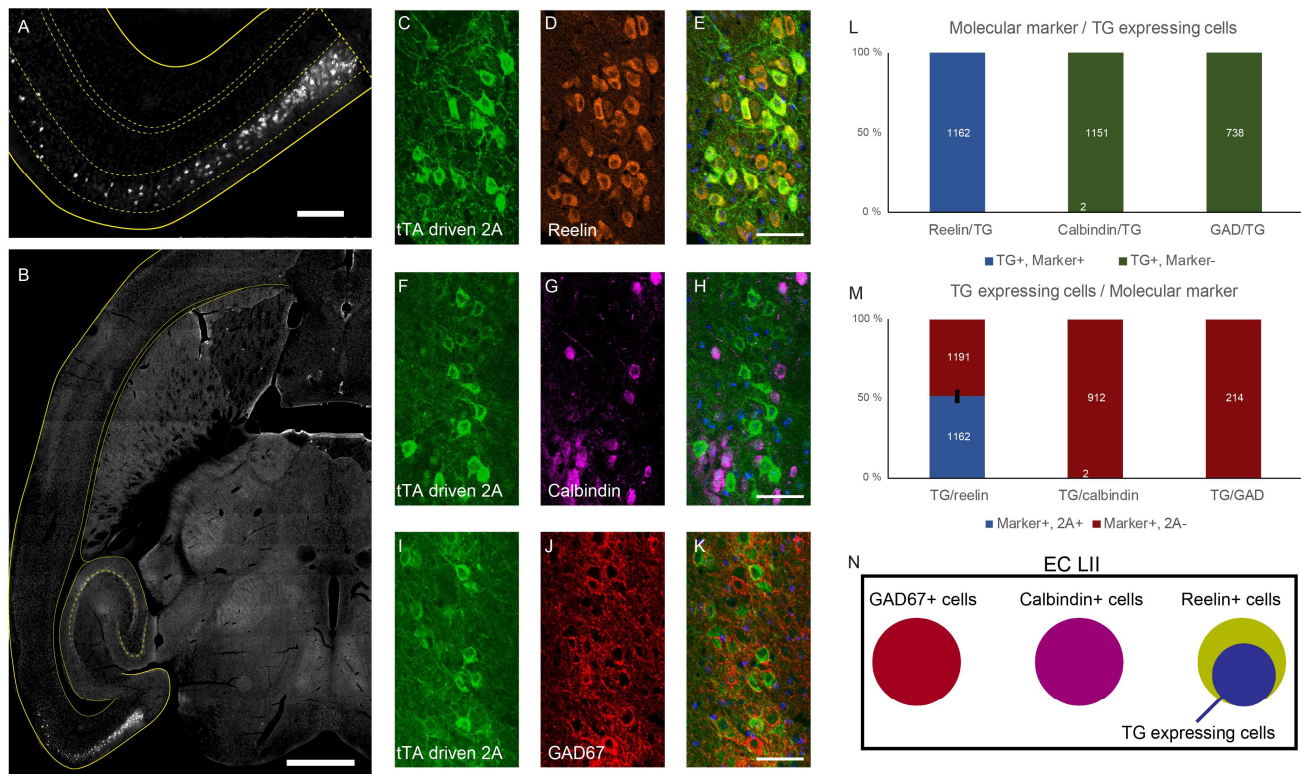 A
B
C
tTA driven 2A
D
Reelin
E
F
tTA driven 2A
G
Calbindin
H
I
tTA driven 2A
J
GAD67
K
L
Molecular marker / TG expressing cells
100 %
50 %
0 %
1162
1151
2
738
Reelin/TG
Calbindin/TG
GAD/TG
TG+, Marker+
TG+, Marker-
M
TG expressing cells / Molecular marker
100 %
50 %
0 %
1191
1162
912
2
214
TG/reelin
TG/calbindin
TG/GAD
Marker+, 2A+
Marker+, 2A-
N
EC LII
GAD67+ cells
Calbindin+ cells
Reelin+ cells
TG expressing cells